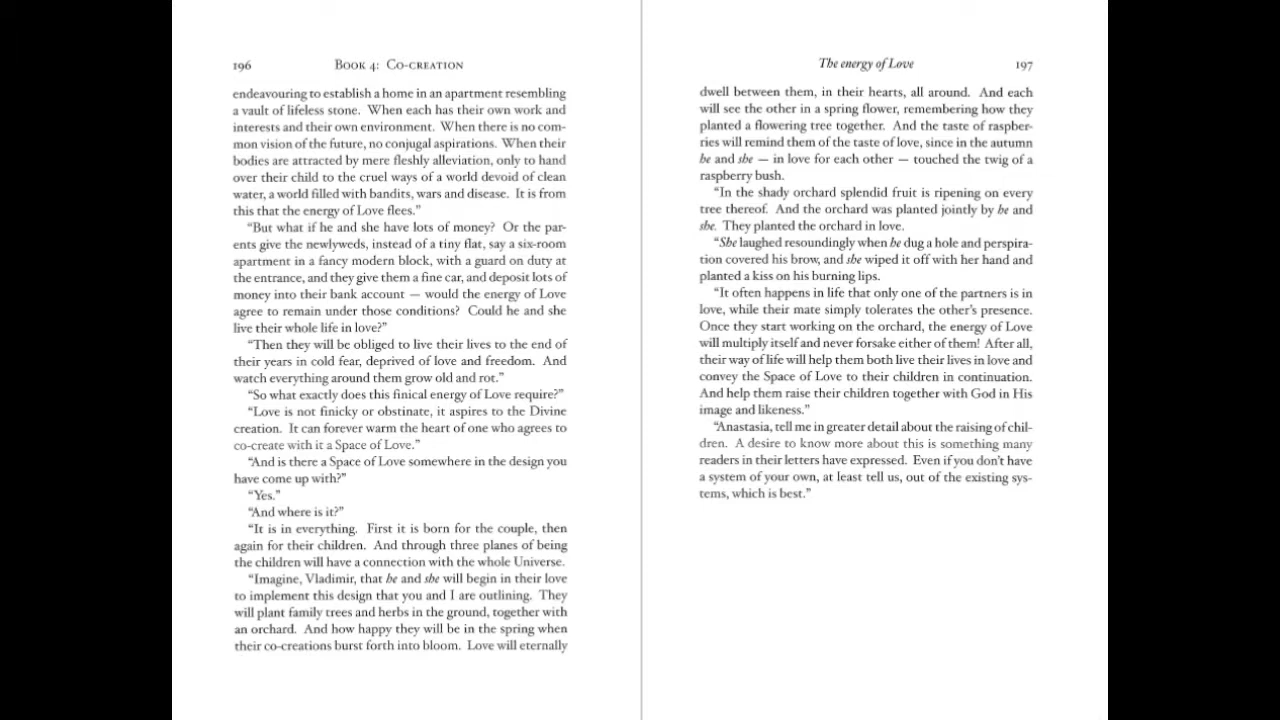 196 BOOK 4: CO-CREATION
endeavouring to establish a home in an apartment resembling
a vault of lifeless stone. When each has their own work and
interests and their own environment. When there is no com-
mon vision of the future, no conjugal aspirations. When their
bodies are attracted by mere fleshly alleviation, only to hand
over their child to the cruel ways of a world devoid of clean
water, a world filled with bandits, wars and disease. It is from
this that the energy of Love flees.”
“But what if he and she have lots of money? Or the par-
ents give the newlyweds, instead of a tiny flat, say a six-room
apartment in a fancy modern block, with a guard on duty at
the entrance, and they give them a fine car, and deposit lots of
money into their bank account — would the energy of Love
agree to remain under those conditions? Could he and she
live their whole life in love?”
“Then they will be obliged to live their lives to the end of
their years in cold fear, deprived of love and freedom. And
watch everything around them grow old and rot.”
“So what exactly does this finical energy of Love require?”
“Love is not finicky or obstinate, it aspires to the Divine
creation. It can forever warm the heart of one who agrees to
co-create with it a Space of Love.”
“And is there a Space of Love somewhere in the design you
have come up with?”
“Yes.”
“And where is it?”
“It is in everything. First it is born for the couple, then
again for their children. And through three planes of being
the children will have a connection with the whole Universe.
“Imagine, Vladimir, that he and she will begin in their love
to implement this design that you and I are outlining. They
will plant family trees and herbs in the ground, together with
an orchard. And how happy they will be in the spring when
their co-creations burst forth into bloom. Love will eternally
The energy of Love 197
dwell between them, in their hearts, all around. And each
will see the other in a spring flower, remembering how they
planted a flowering tree together. And the taste of raspber-
ries will remind them of the taste of love, since in the autumn
he and she — in love for each other — touched the twig of a
raspberry bush.
“In the shady orchard splendid fruit is ripening on every
tree thereof. And the orchard was planted jointly by he and
she. They planted the orchard in love.
“She laughed resoundingly when he dug a hole and perspira-
tion covered his brow, and she wiped it off with her hand and
planted a kiss on his burning lips.
“It often happens in life that only one of the partners is in
love, while their mate simply tolerates the other’s presence.
Once they start working on the orchard, the energy of Love
will multiply itself and never forsake either of them! After all,
their way of life will help them both live their lives in love and
convey the Space of Love to their children in continuation.
And help them raise their children together with God in His
image and likeness.”
“Anastasia, tell me in greater detail about the raising of chil-
dren. A desire to know more about this is something many
readers in their letters have expressed. Even if you don’t have
a system of your own, at least tell us, out of the existing sys-
tems, which is best.”